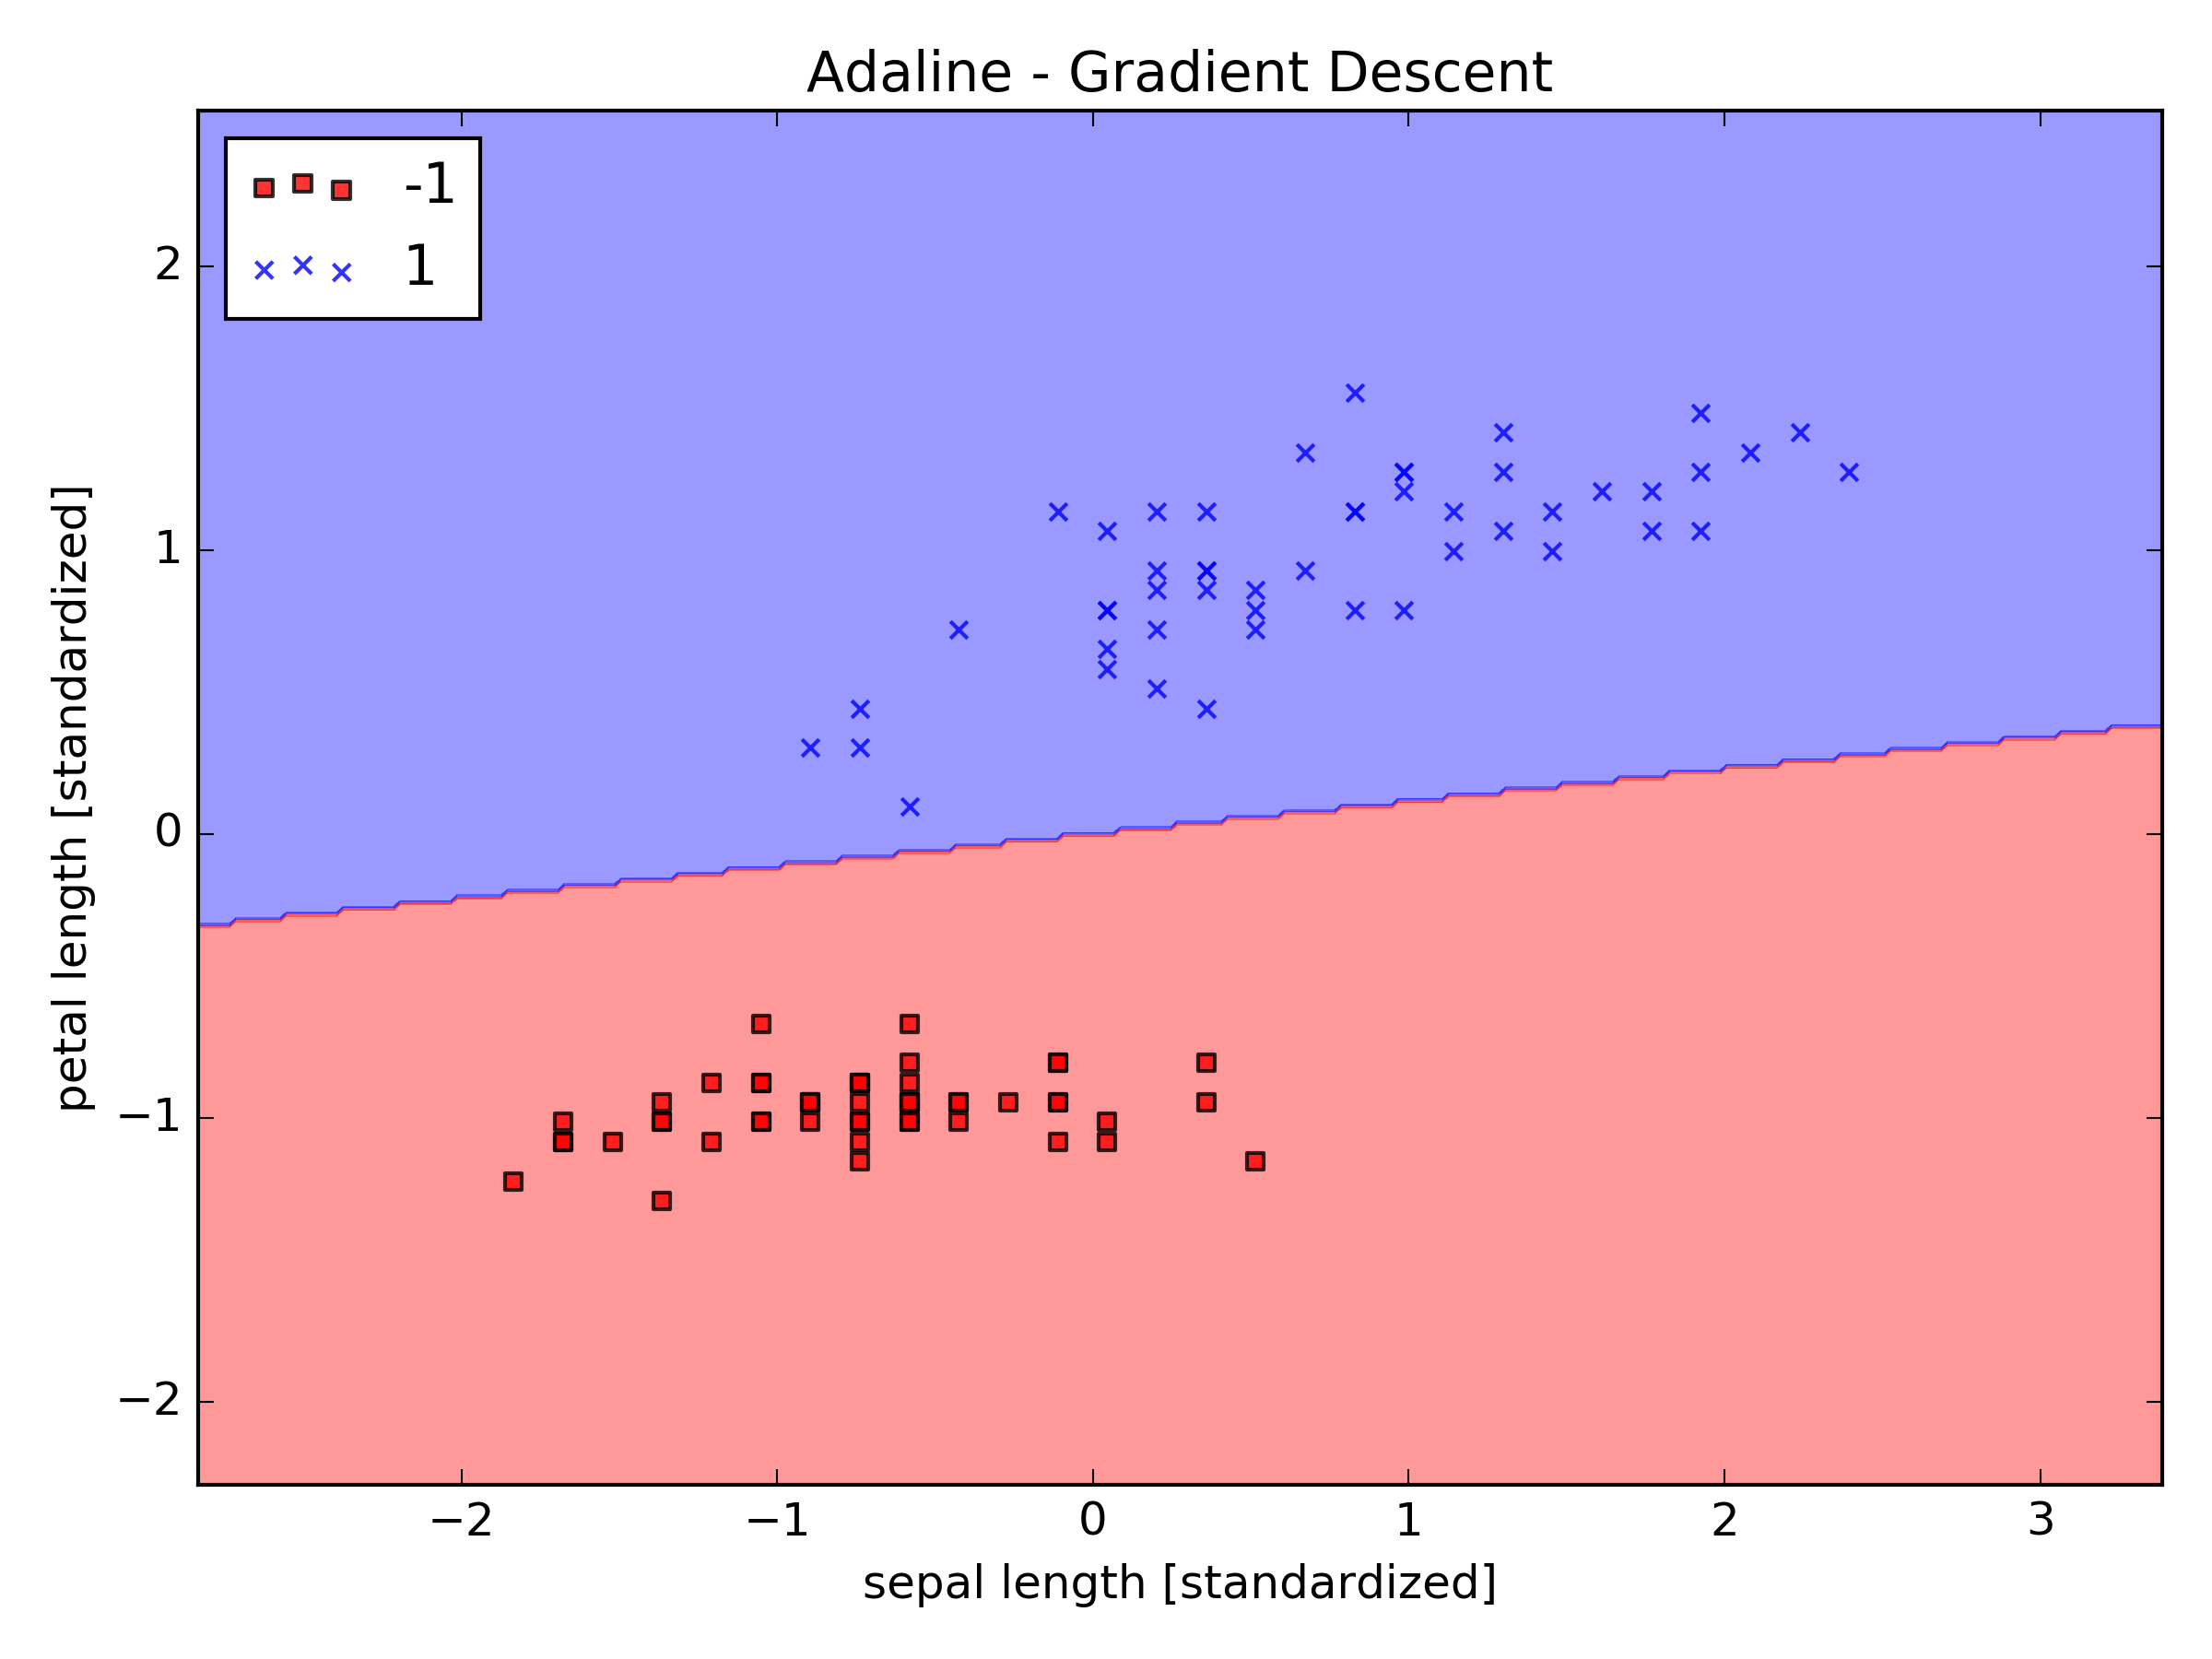 Adaline - Gradient Descent
-1
1
2
1
0
−1
−2
petal length [standardized]
−2 −1 0 1 2 3
sepal length [standardized]